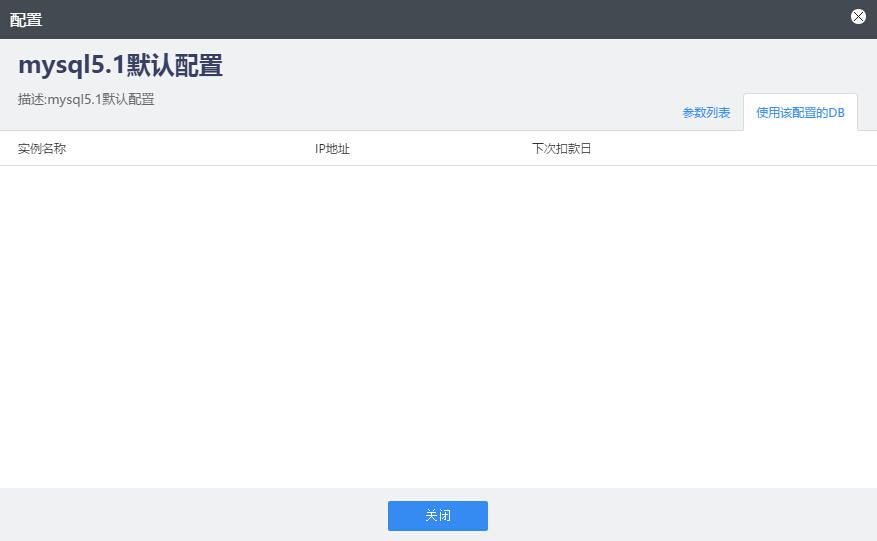 配置
mysql5.1默认配置
描述:mysql5.1默认配置
参数列表 使用该配置的DB
实例名称 IP地址 下次扣款日
关闭